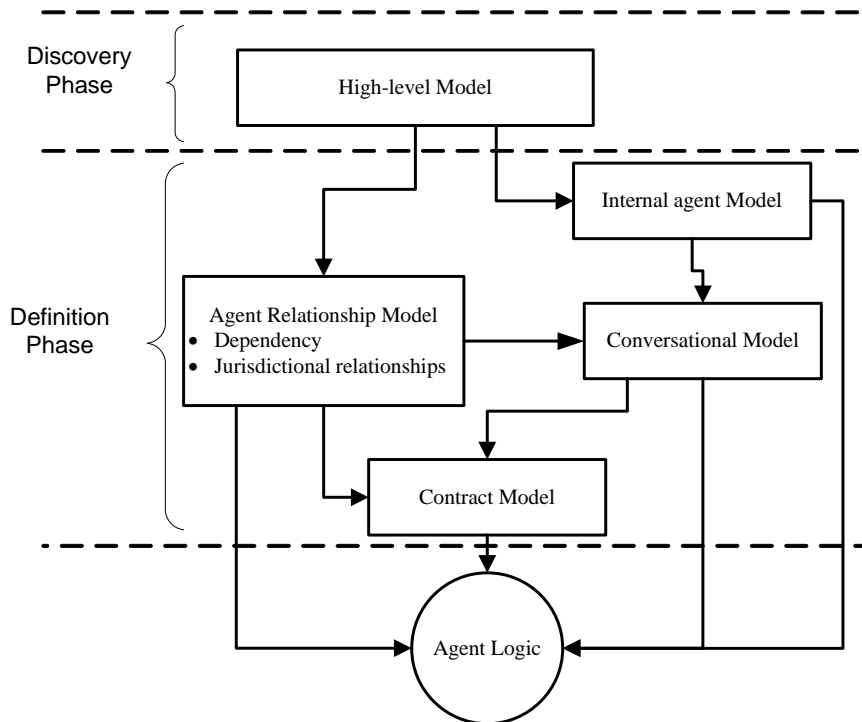 Discovery
Phase
High-level Model
Internal agent Model
Definition
Phase
Agent Relationship Model
• Dependency
• Jurisdictional relationships
Conversational Model
Contract Model
Agent Logic